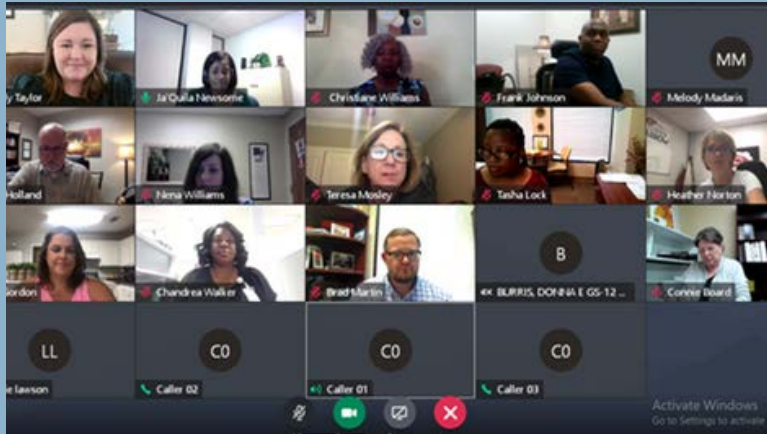 y Taylor
Ja'Quila Newsome
Christiane Williams
Frank Johnson
MM
Melody Madaris
Holland
Nena Williams
Teresa Mosley
Tasha Lock
Heather Norton
Gordon
Chandrea Walker
Brad Martin
B
BURRIS, DONNA E GS-12 ...
Connie Board
LL
e lawson
C0
Caller 02
C0
Caller 01
C0
Caller 03
Activate Windows
Go to Settings to activate